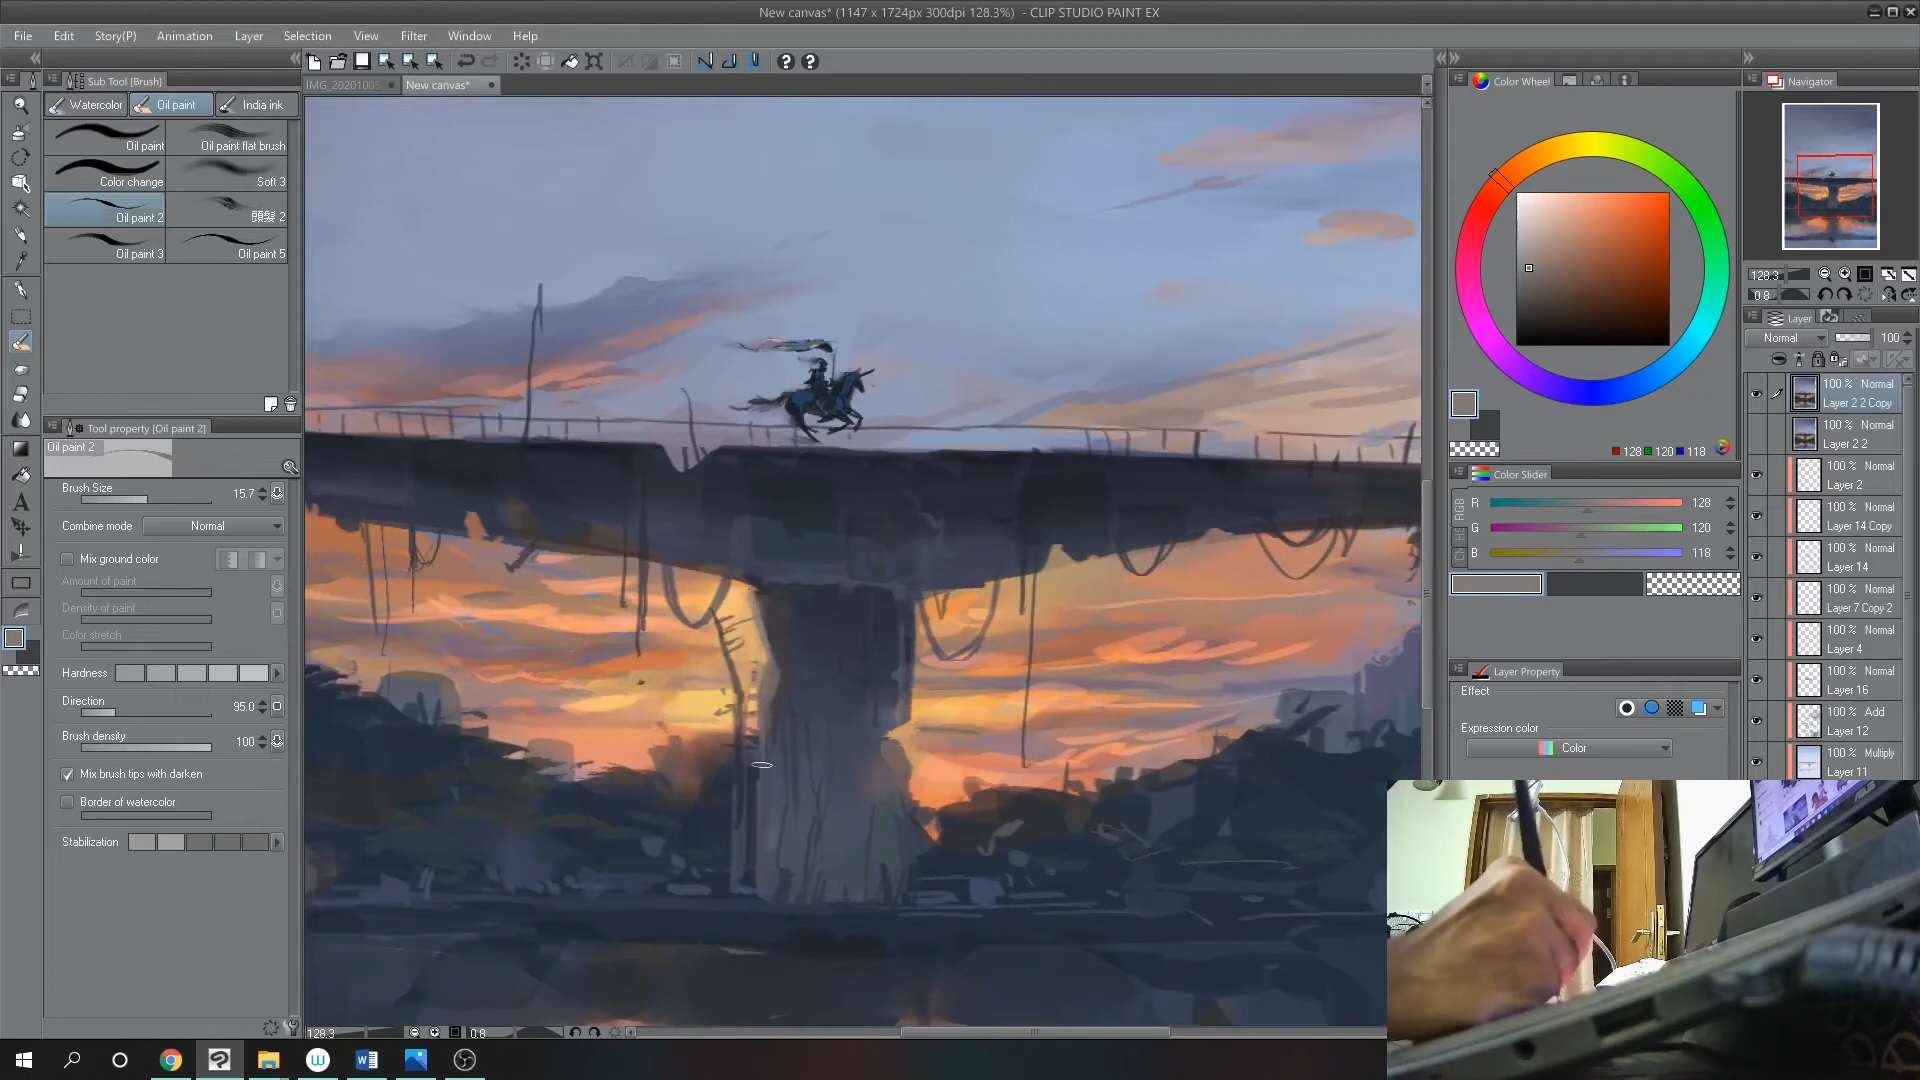 New canvas* (1147 x 1724px 300dpi 128.3%) - CLIP STUDIO PAINT EX
File Edit Story(P) Animation Layer Selection View Filter Window Help
Sub Tool [Brush]
Watercolor Oil paint India ink
Oil paint Oil paint flat brush
Color change Soft 3
Oil paint 2 頭髮 2
Oil paint 3 Oil paint 5
Tool property [Oil paint 2]
Oil paint 2
Brush Size 15.7
Combine mode Normal
Mix ground color
Amount of paint
Density of paint
Color stretch
Hardness
Direction 95.0
Brush density 100
Mix brush tips with darken
Border of watercolor
Stabilization
IMG_2020100 New canvas*
128.3 0.8
Color Wheel
128 120 118
Color Slider
RGB
R 128
G 120
B 118
Layer Property
Effect
Expression color
Color
Navigator
128.3
0.8
Layer
Normal 100
100 % Normal
Layer 2 2 Copy
100 % Normal
Layer 2 2
100 % Normal
Layer 2
100 % Normal
Layer 14 Copy
100 % Normal
Layer 14
100 % Normal
Layer 7 Copy 2
100 % Normal
Layer 4
100 % Normal
Layer 16
100 % Add
Layer 12
100 % Multiply
Layer 11